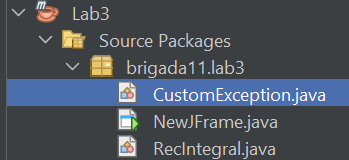 Lab3
Source Packages
brigada11.lab3
CustomException.java
NewJFrame.java
RecIntegral.java